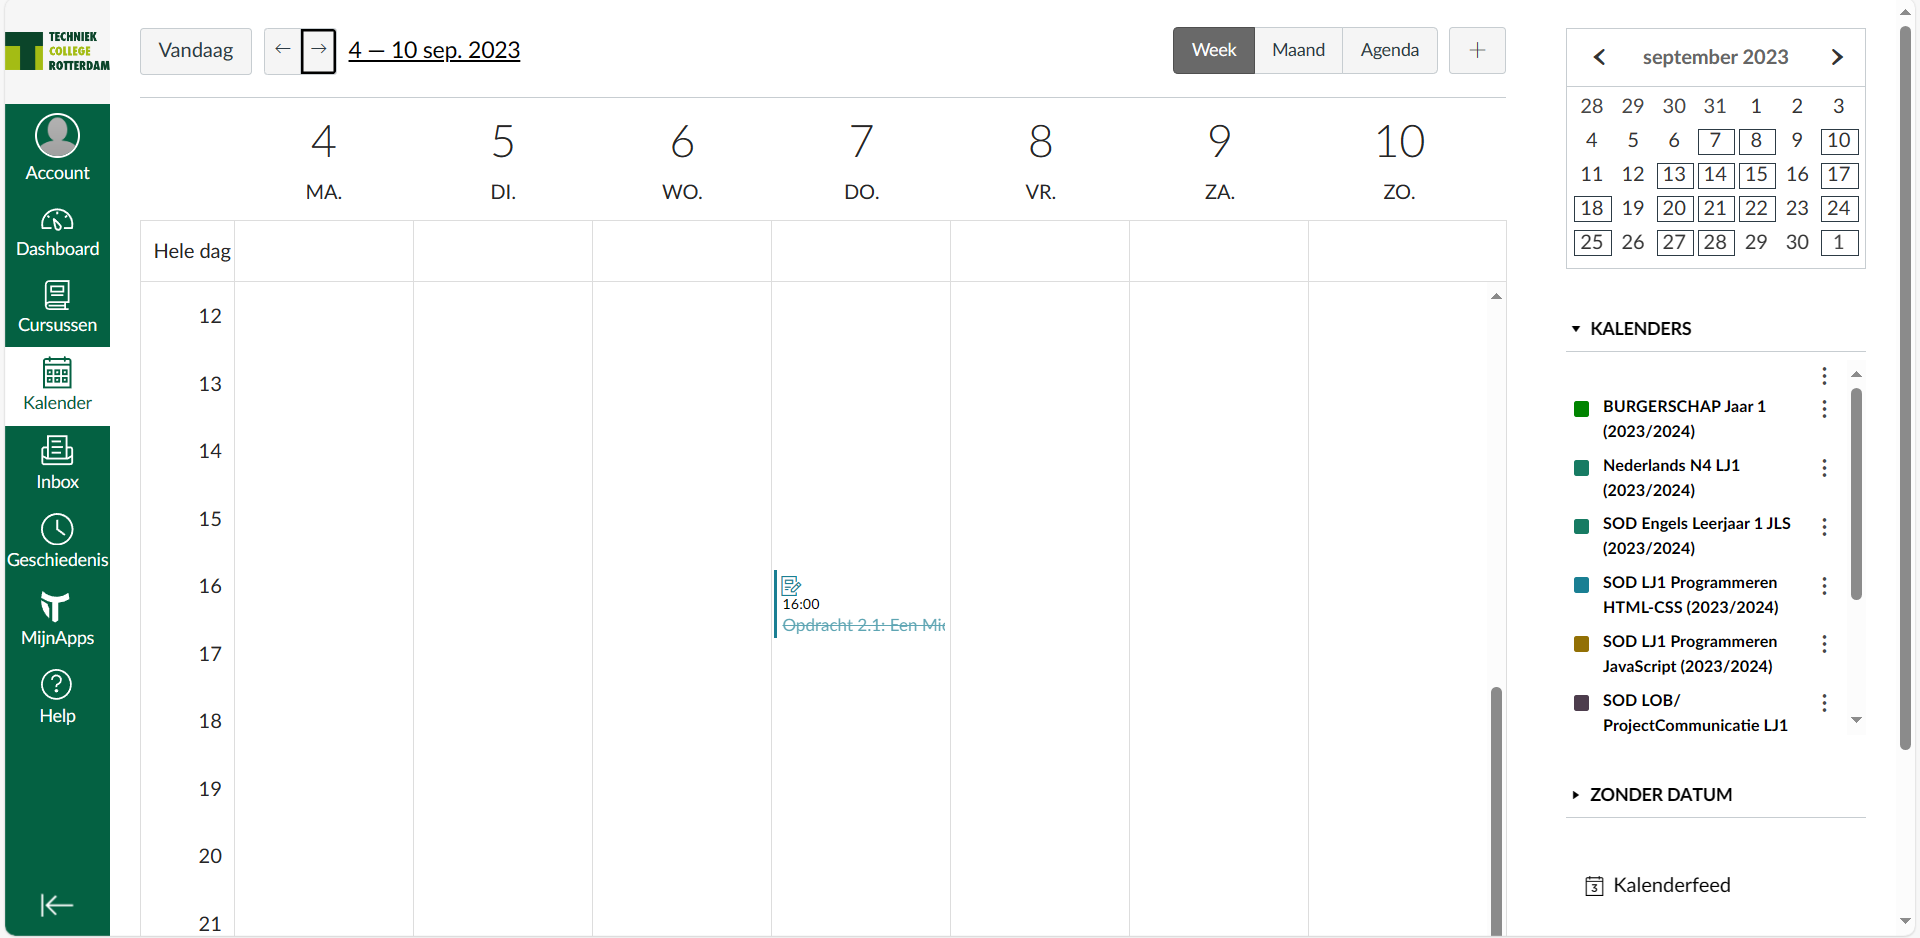 TECHNIEK
COLLEGE
ROTTERDAM
Account
Dashboard
Cursussen
Kalender
Inbox
Geschiedenis
MijnApps
Help
Vandaag
← → 4 — 10 sep. 2023
Week Maand Agenda +
4 5 6 7 8 9 10
MA. DI. WO. DO. VR. ZA. ZO.
Hele dag
12
13
14
15
16
16:00
Opdracht 2.1: Een
17
18
19
20
21
september 2023
28 29 30 31 1 2 3
4 5 6 7 8 9 10
11 12 13 14 15 16 17
18 19 20 21 22 23 24
25 26 27 28 29 30 1
KALENDERS
BURGERSCHAP Jaar 1
(2023/2024)
Nederlands N4 LJ1
(2023/2024)
SOD Engels Leerjaar 1 JLS
(2023/2024)
SOD LJ1 Programmeren
HTML-CSS (2023/2024)
SOD LJ1 Programmeren
JavaScript (2023/2024)
SOD LOB/
ProjectCommunicatie LJ1
ZONDER DATUM
3 Kalenderfeed